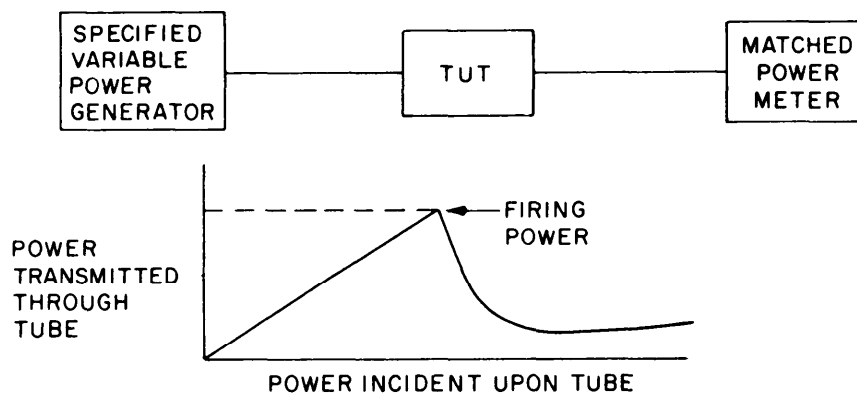 SPECIFIED
VARIABLE
POWER
GENERATOR
TUT
MATCHED
POWER
METER
POWER
TRANSMITTED
THROUGH
TUBE
FIRING
POWER
POWER INCIDENT UPON TUBE